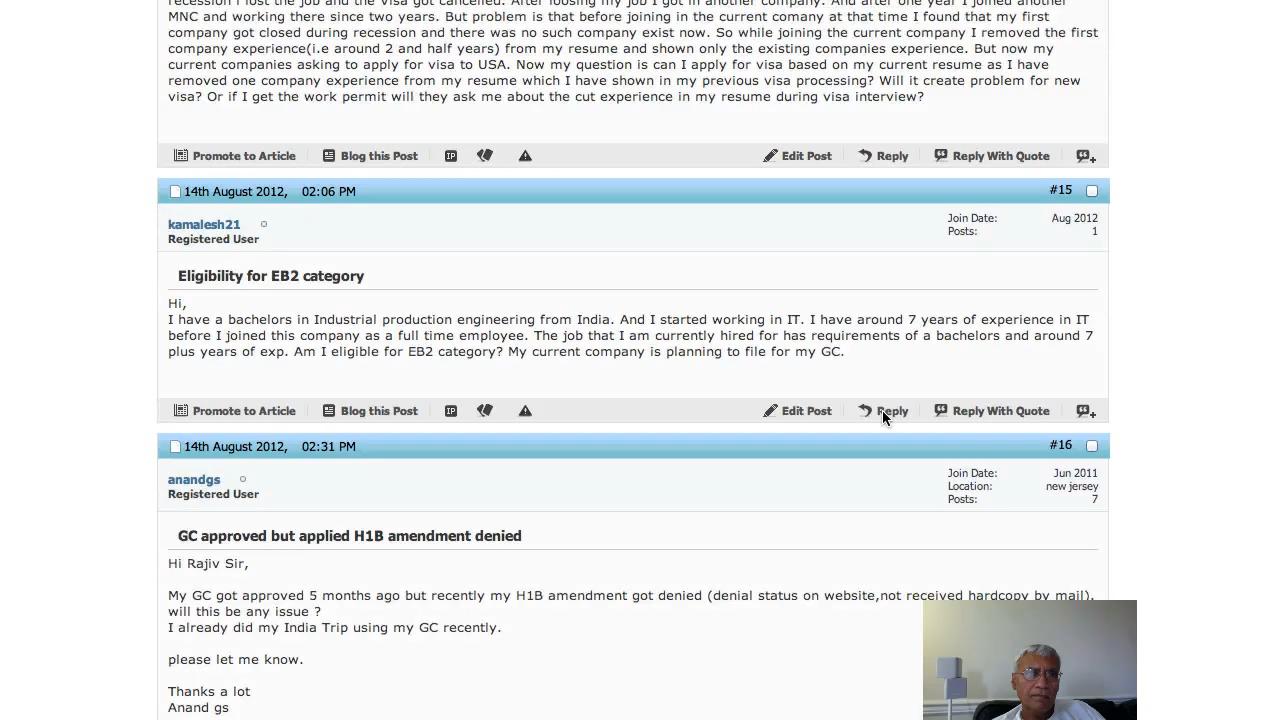 recession I lost the job and the visa got cancelled. After loosing my job I got in another company. And after one year I joined another
MNC and working there since two years. But problem is that before joining in the current comany at that time I found that my first
company got closed during recession and there was no such company exist now. So while joining the current company I removed the first
company experience(i.e around 2 and half years) from my resume and shown only the existing companies experience. But now my
current companies asking to apply for visa to USA. Now my question is can I apply for visa based on my current resume as I have
removed one company experience from my resume which I have shown in my previous visa processing? Will it create problem for new
visa? Or if I get the work permit will they ask me about the cut experience in my resume during visa interview?
Promote to Article Blog this Post IP Edit Post Reply Reply With Quote
14th August 2012, 02:06 PM #15
kamalesh21 Join Date: Aug 2012
Registered User Posts: 1
Eligibility for EB2 category
Hi,
I have a bachelors in Industrial production engineering from India. And I started working in IT. I have around 7 years of experience in IT
before I joined this company as a full time employee. The job that I am currently hired for has requirements of a bachelors and around 7
plus years of exp. Am I eligible for EB2 category? My current company is planning to file for my GC.
Promote to Article Blog this Post IP Edit Post Reply Reply With Quote
14th August 2012, 02:31 PM #16
anandgs Join Date: Jun 2011
Registered User Location: new jersey
Posts: 7
GC approved but applied H1B amendment denied
Hi Rajiv Sir,
My GC got approved 5 months ago but recently my H1B amendment got denied (denial status on website,not received hardcopy by mail).
will this be any issue ?
I already did my India Trip using my GC recently.
please let me know.
Thanks a lot
Anand gs